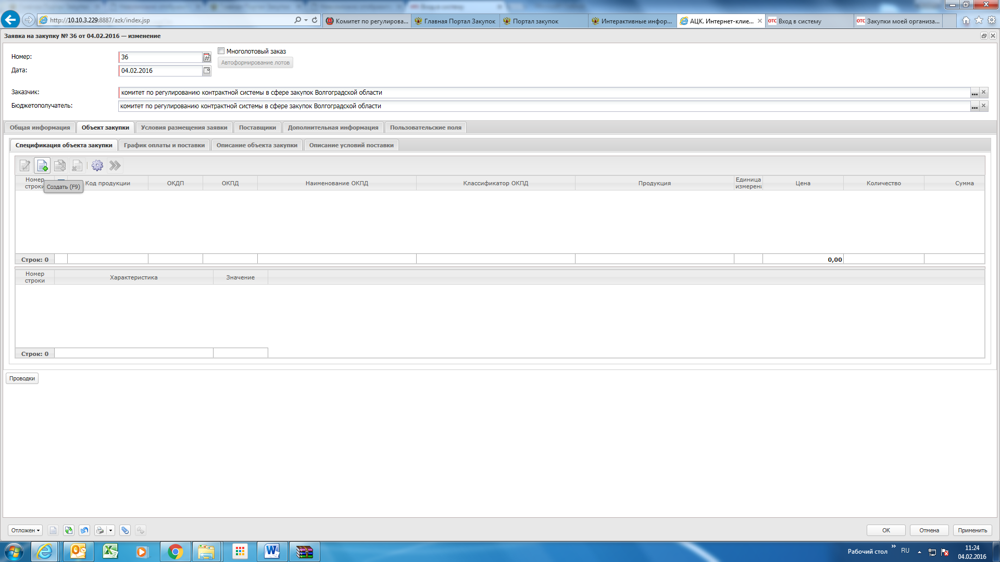 http://10.10.3.229:8887/azk/index.jsp
Комитет по регулирова...
Главная Портал Закупок
Портал закупок
Интерактивные инфор...
АЦК. Интернет-клие...
отс Вход в систему
отс Закупки моей организа...
Заявка на закупку № 36 от 04.02.2016 — изменение
Номер:
36
Многолотовый заказ
Автоформирование лотов
Дата:
04.02.2016
Заказчик:
комитет по регулированию контрактной системы в сфере закупок Волгоградской области
Бюджетополучатель:
комитет по регулированию контрактной системы в сфере закупок Волгоградской области
Общая информация
Объект закупки
Условия размещения заявки
Поставщики
Дополнительная информация
Пользовательские поля
Спецификация объекта закупки
График оплаты и поставки
Описание объекта закупки
Описание условий поставки
Номер
строки
Создать (F9)
Код продукции
ОКДП
ОКПД
Наименование ОКПД
Классификатор ОКПД
Продукция
Единица
измерени
Цена
Количество
Сумма
Строк: 0
0,00
Номер
строки
Характеристика
Значение
Строк: 0
Проводки
Отложен
ОК
Отмена
Применить
Рабочий стол
RU
11:24
04.02.2016